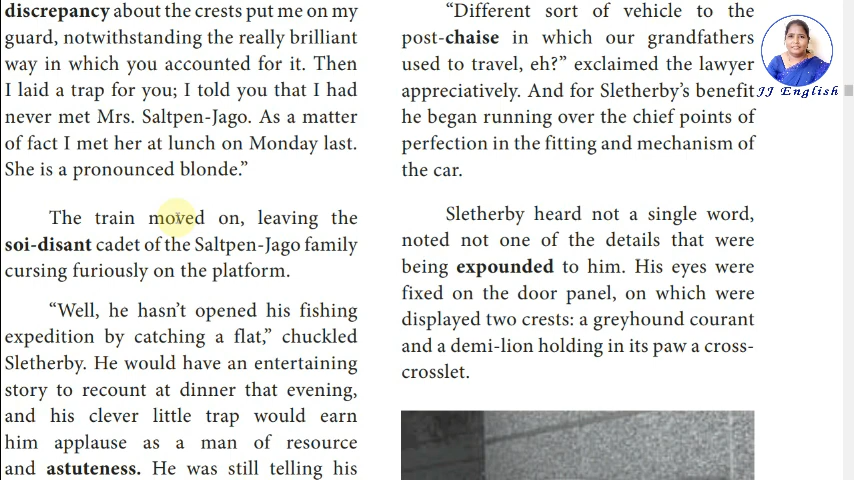 discrepancy about the crests put me on my
guard, notwithstanding the really brilliant
way in which you accounted for it. Then
I laid a trap for you; I told you that I had
never met Mrs. Saltpen-Jago. As a matter
of fact I met her at lunch on Monday last.
She is a pronounced blonde.”
The train moved on, leaving the
soi-disant cadet of the Saltpen-Jago family
cursing furiously on the platform.
“Well, he hasn’t opened his fishing
expedition by catching a flat,” chuckled
Sletherby. He would have an entertaining
story to recount at dinner that evening,
and his clever little trap would earn
him applause as a man of resource
and astuteness. He was still telling his
“Different sort of vehicle to the
post-chaise in which our grandfathers
used to travel, eh?” exclaimed the lawyer
appreciatively. And for Sletherby’s benefit
he began running over the chief points of
perfection in the fitting and mechanism of
the car.
Sletherby heard not a single word,
noted not one of the details that were
being expounded to him. His eyes were
fixed on the door panel, on which were
displayed two crests: a greyhound courant
and a demi-lion holding in its paw a cross-
crosslet.
JJ English